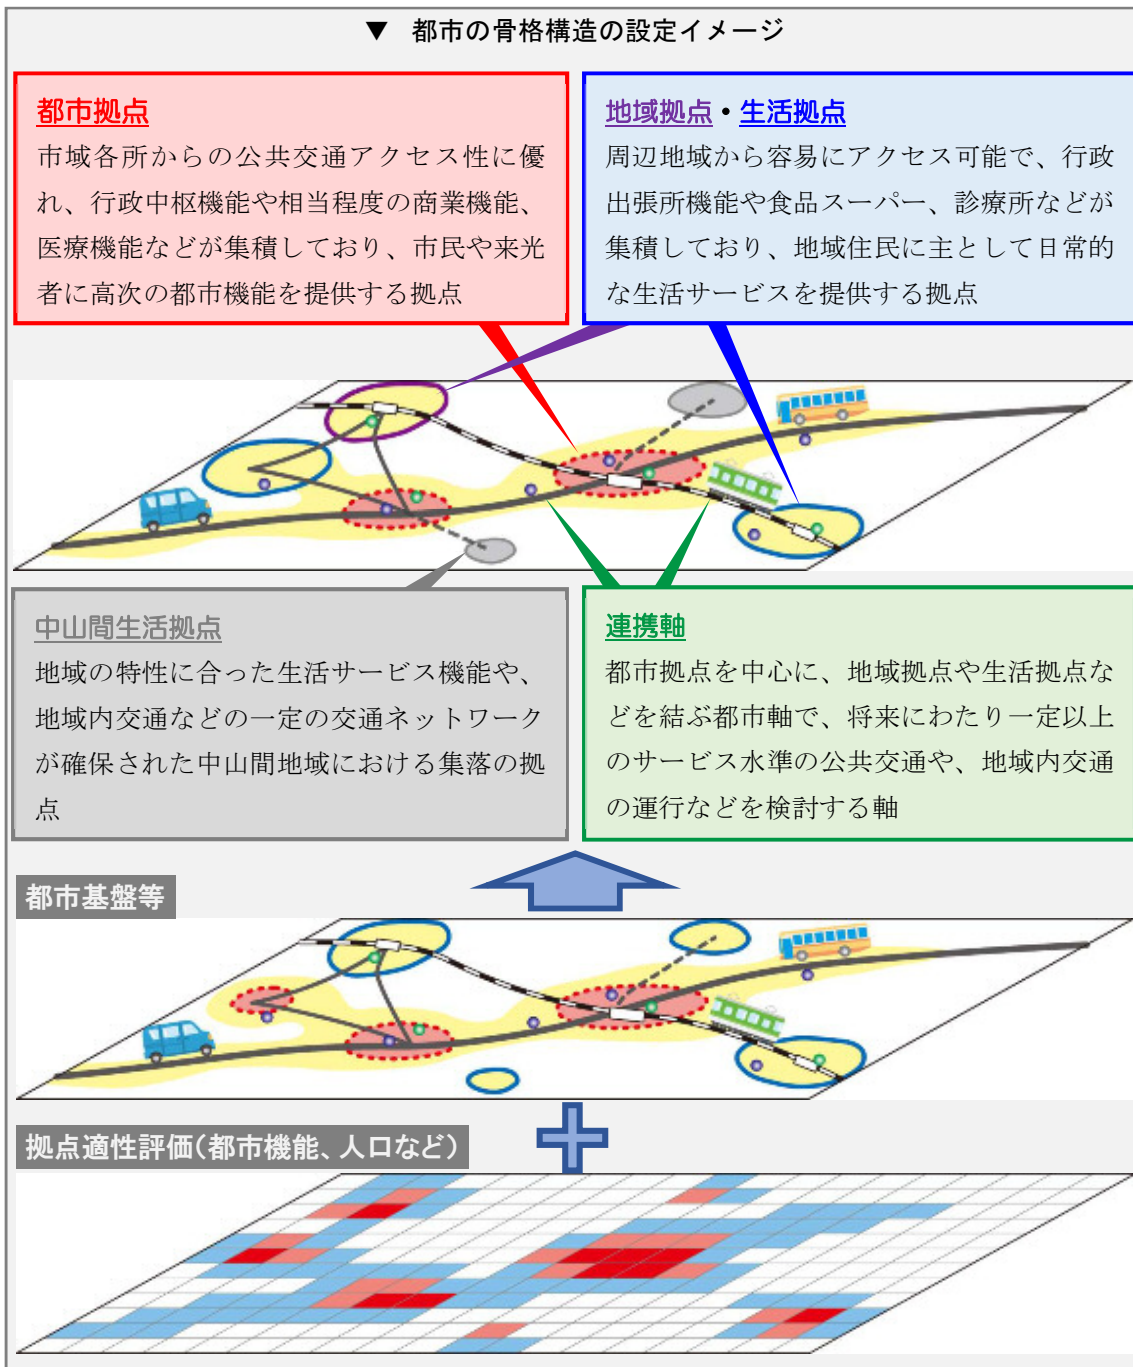 ▼ 都市の骨格構造の設定イメージ
都市拠点
市域各所からの公共交通アクセス性に優
れ、行政中枢機能や相当程度の商業機能、
医療機能などが集積しており、市民や来光
者に高次の都市機能を提供する拠点
地域拠点・生活拠点
周辺地域から容易にアクセス可能で、行政
出張所機能や食品スーパー、診療所などが
集積しており、地域住民に主として日常的
な生活サービスを提供する拠点
中山間生活拠点
地域の特性に合った生活サービス機能や、
地域内交通などの一定の交通ネットワーク
が確保された中山間地域における集落の拠
点
連携軸
都市拠点を中心に、地域拠点や生活拠点な
どを結ぶ都市軸で、将来にわたり一定以上
のサービス水準の公共交通や、地域内交通
の運行などを検討する軸
都市基盤等
拠点適性評価（都市機能、人口など）